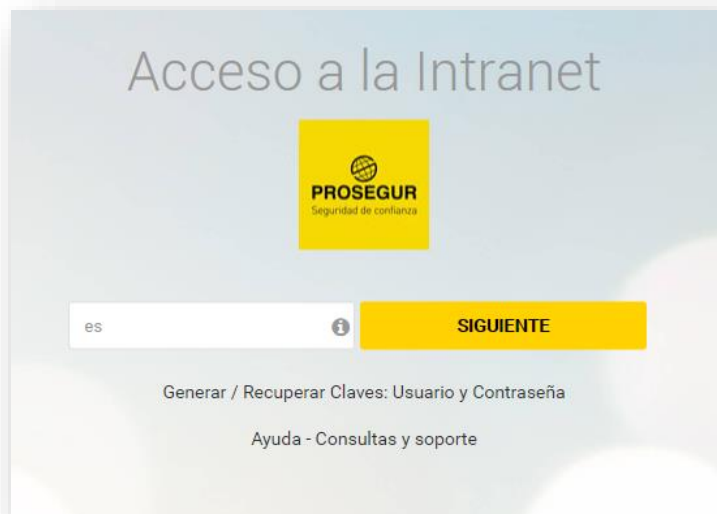 Acceso a la Intranet
PROSEGUR
Seguridad de confianza
es
SIGUIENTE
Generar / Recuperar Claves: Usuario y Contraseña
Ayuda - Consultas y soporte